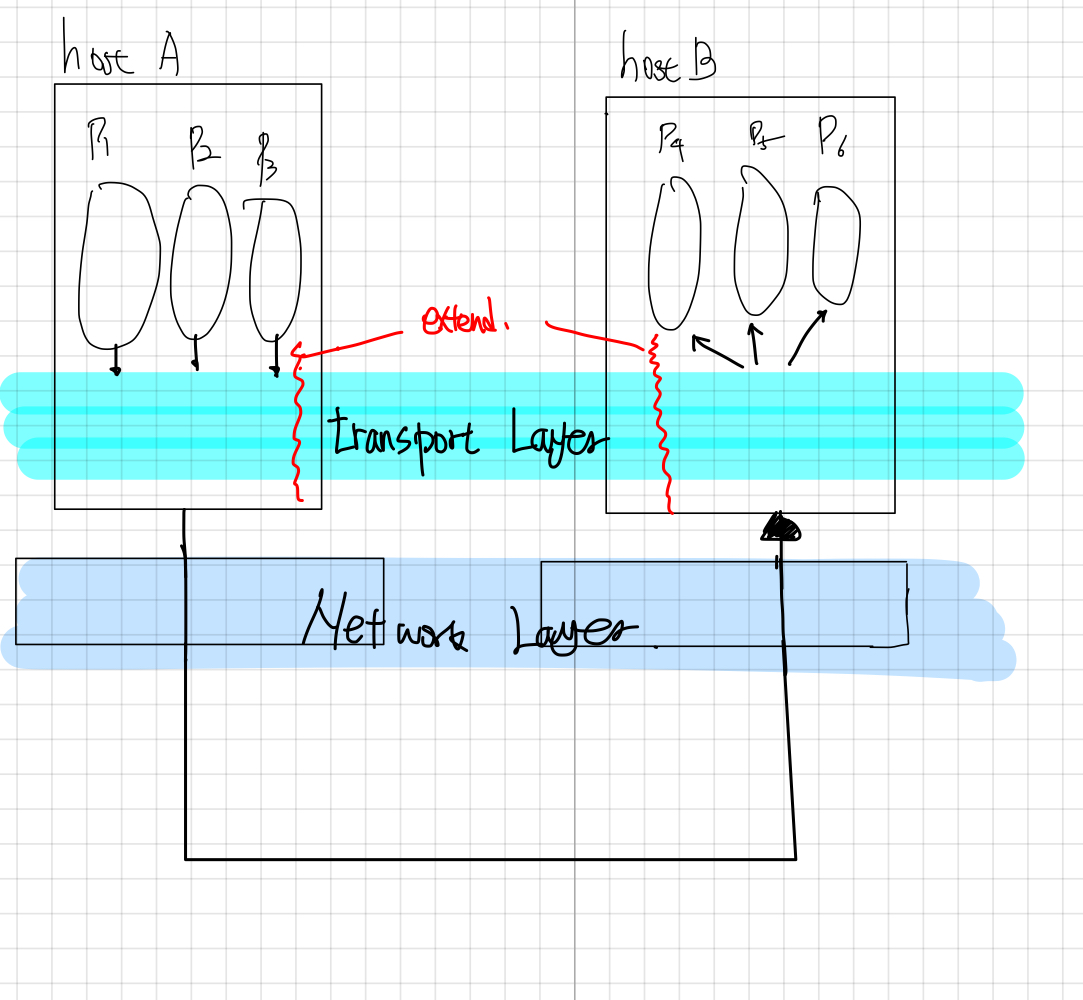 host A
host B
P1 P2 P3
P4 P5 P6
extend.
transport Layer
Network Layer